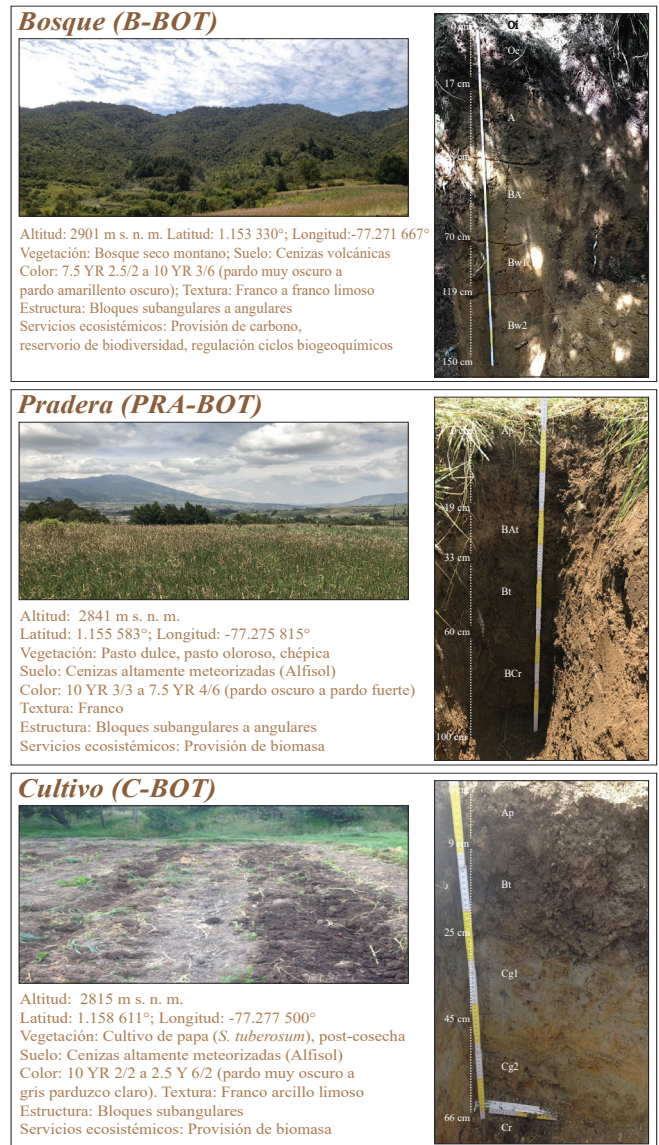 Bosque (B-BOT)
Altitud: 2901 m s. n. m. Latitud: 1.153 330°; Longitud:-77.271 667°
Vegetación: Bosque seco montano; Suelo: Cenizas volcánicas
Color: 7.5 YR 2.5/2 a 10 YR 3/6 (pardo muy oscuro a
pardo amarillento oscuro); Textura: Franco a franco limoso
Estructura: Bloques subangulares a angulares
Servicios ecosistémicos: Provisión de carbono,
reservorio de biodiversidad, regulación ciclos biogeoquímicos
0 cm
Oi
Oe
17 cm
A
BA
70 cm
Bw1
119 cm
Bw2
150 cm
Pradera (PRA-BOT)
Altitud: 2841 m s. n. m.
Latitud: 1.155 583°; Longitud: -77.275 815°
Vegetación: Pasto dulce, pasto oloroso, chépica
Suelo: Cenizas altamente meteorizadas (Alfisol)
Color: 10 YR 3/3 a 7.5 YR 4/6 (pardo oscuro a pardo fuerte)
Textura: Franco
Estructura: Bloques subangulares a angulares
Servicios ecosistémicos: Provisión de biomasa
19 cm
BAt
33 cm
Bt
60 cm
BCr
100 cm
Cultivo (C-BOT)
Altitud: 2815 m s. n. m.
Latitud: 1.158 611°; Longitud: -77.277 500°
Vegetación: Cultivo de papa (S. tuberosum), post-cosecha
Suelo: Cenizas altamente meteorizadas (Alfisol)
Color: 10 YR 2/2 a 2.5 Y 6/2 (pardo muy oscuro a
gris parduzco claro). Textura: Franco arcillo limoso
Estructura: Bloques subangulares
Servicios ecosistémicos: Provisión de biomasa
0 cm
Ap
9 cm
Bt
25 cm
Cg1
45 cm
Cg2
66 cm
Cr